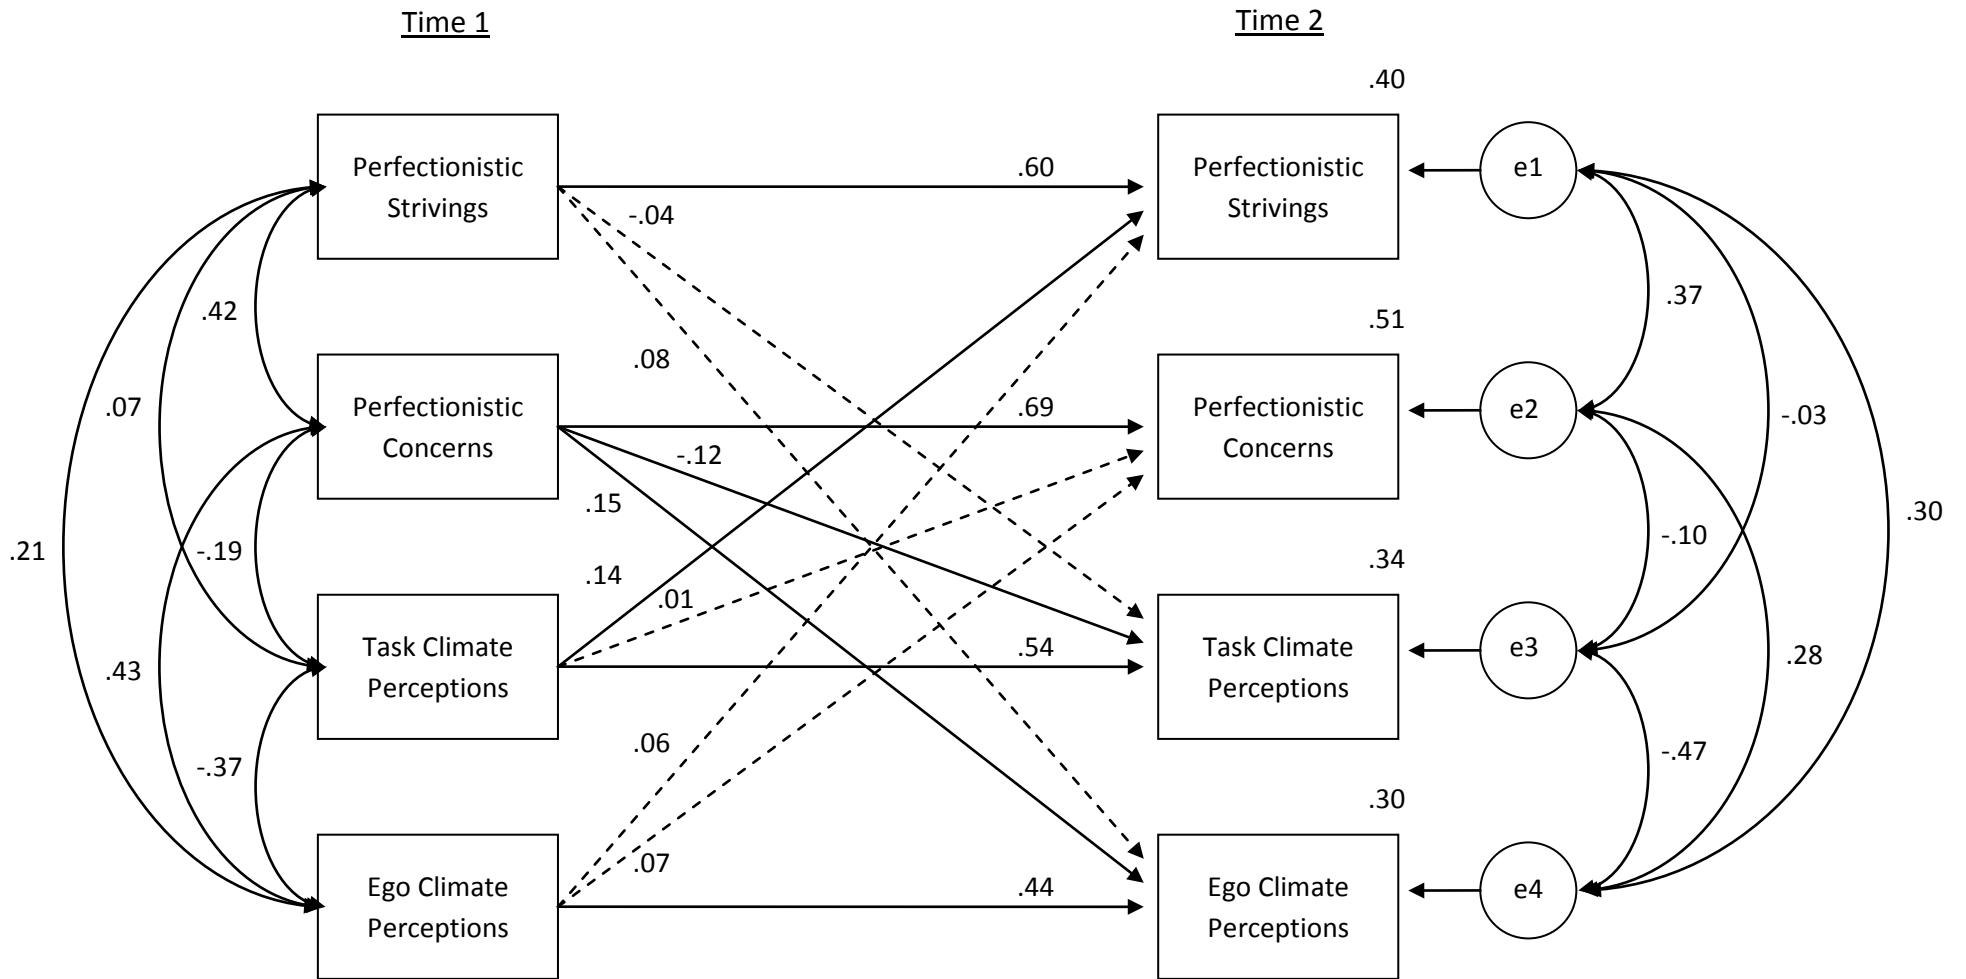 Time 1
Time 2
.40
Perfectionistic
Strivings
.60
-.04
Perfectionistic
Strivings
e1
.42
.08
.37
.51
.07
Perfectionistic
Concerns
.69
-.12
.15
Perfectionistic
Concerns
e2
-.03
.21
-.19
.14
.01
.34
-.10
.30
.43
Task Climate
Perceptions
.54
Task Climate
Perceptions
e3
.28
-.37
.06
.30
-.47
.07
Ego Climate
Perceptions
.44
Ego Climate
Perceptions
e4